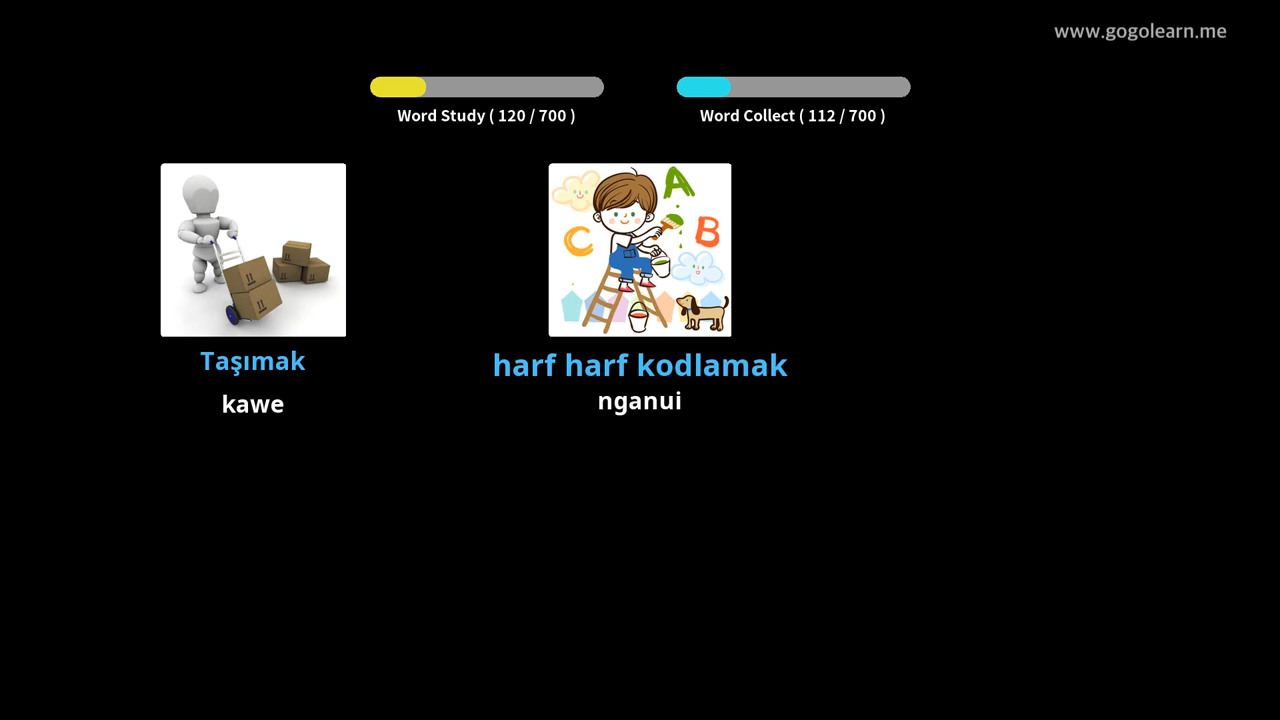 www.gogolearn.me
Word Study ( 120 / 700 )
Word Collect ( 112 / 700 )
A
B
C
Taşımak
kawe
harf harf kodlamak
nganui